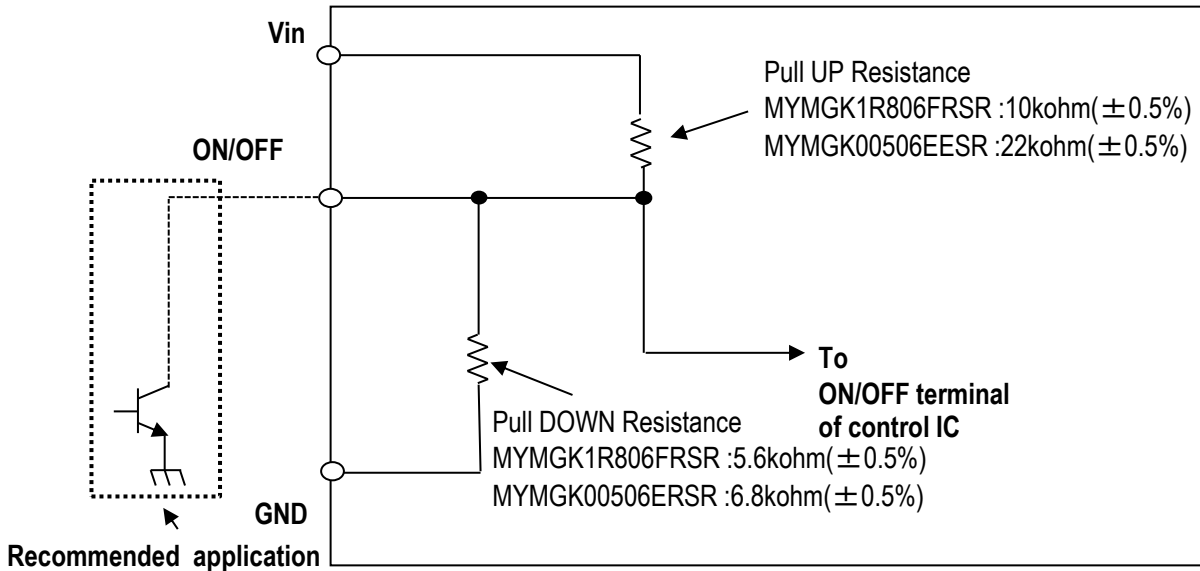 Vin
Pull UP Resistance
MYMGK1R806FRSR :10kohm(±0.5%)
MYMGK00506EESR :22kohm(±0.5%)
ON/OFF
To
ON/OFF terminal
of control IC
Pull DOWN Resistance
MYMGK1R806FRSR :5.6kohm(±0.5%)
MYMGK00506ERSR :6.8kohm(±0.5%)
GND
Recommended application